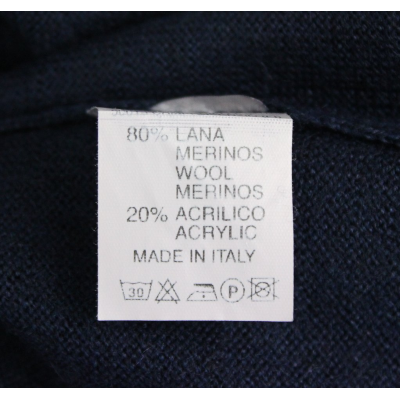 80% LANA
MERINOS
WOOL
MERINOS
20% ACRILICO
ACRYLIC
MADE IN ITALY
30 P